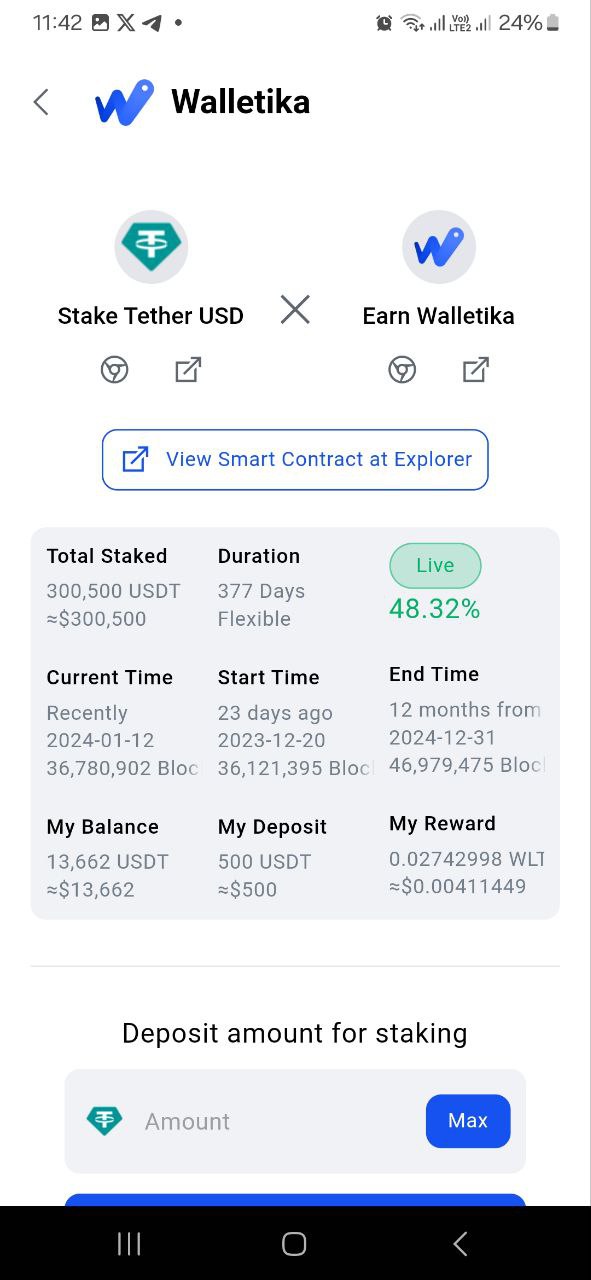 11:42
Vo))
LTE2
24%
Walletika
Stake Tether USD
Earn Walletika
View Smart Contract at Explorer
Total Staked
300,500 USDT
≈$300,500
Duration
377 Days
Flexible
Live
48.32%
Current Time
Recently
2024-01-12
36,780,902 Bloc
Start Time
23 days ago
2023-12-20
36,121,395 Bloc
End Time
12 months from
2024-12-31
46,979,475 Bloc
My Balance
13,662 USDT
≈$13,662
My Deposit
500 USDT
≈$500
My Reward
0.02742998 WLT
≈$0.00411449
Deposit amount for staking
Amount
Max